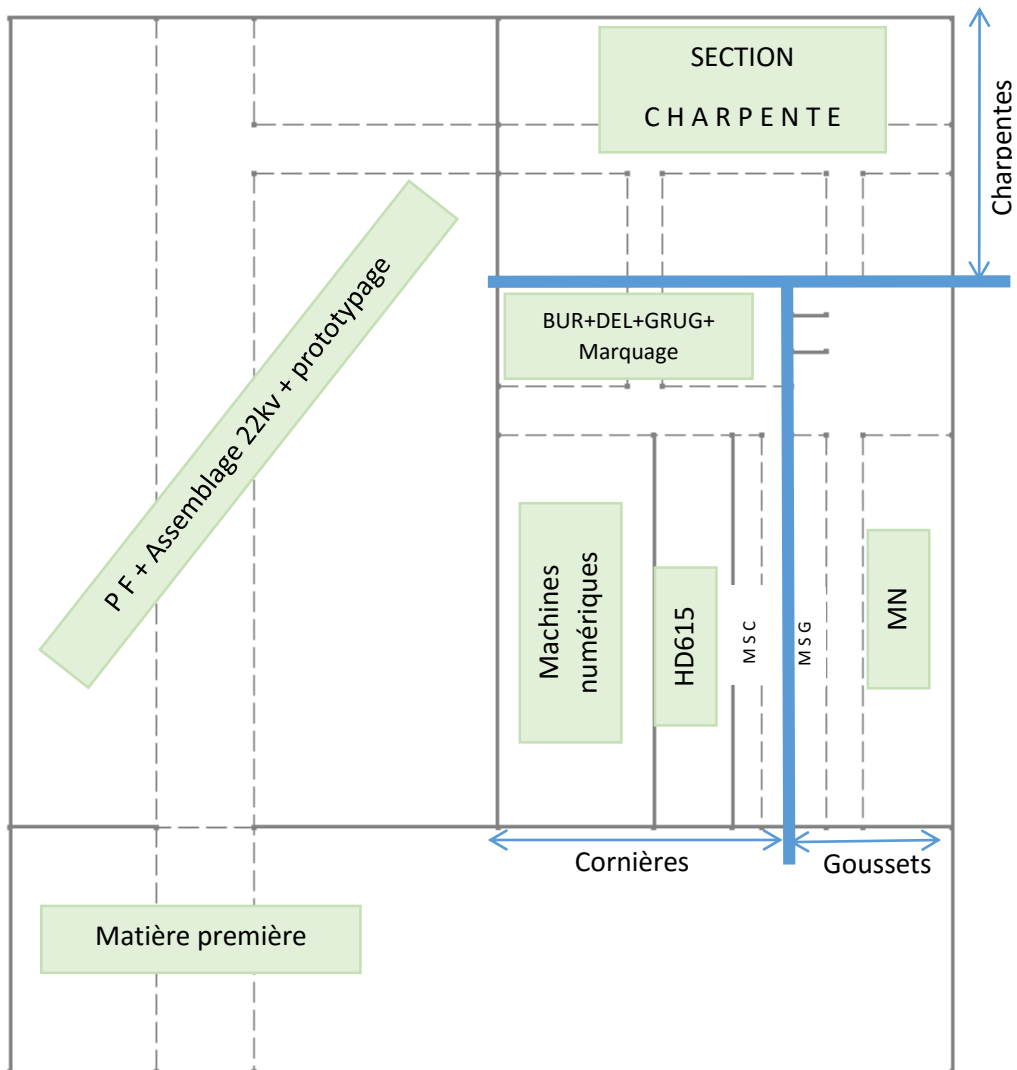 SECTION
C H A R P E N T E
Charpentes
P F + Assemblage 22kv + prototypage
BUR+DEL+GRUG+
Marquage
Machines
numériques
HD615
M S C
M S G
MN
Cornières
Goussets
Matière première